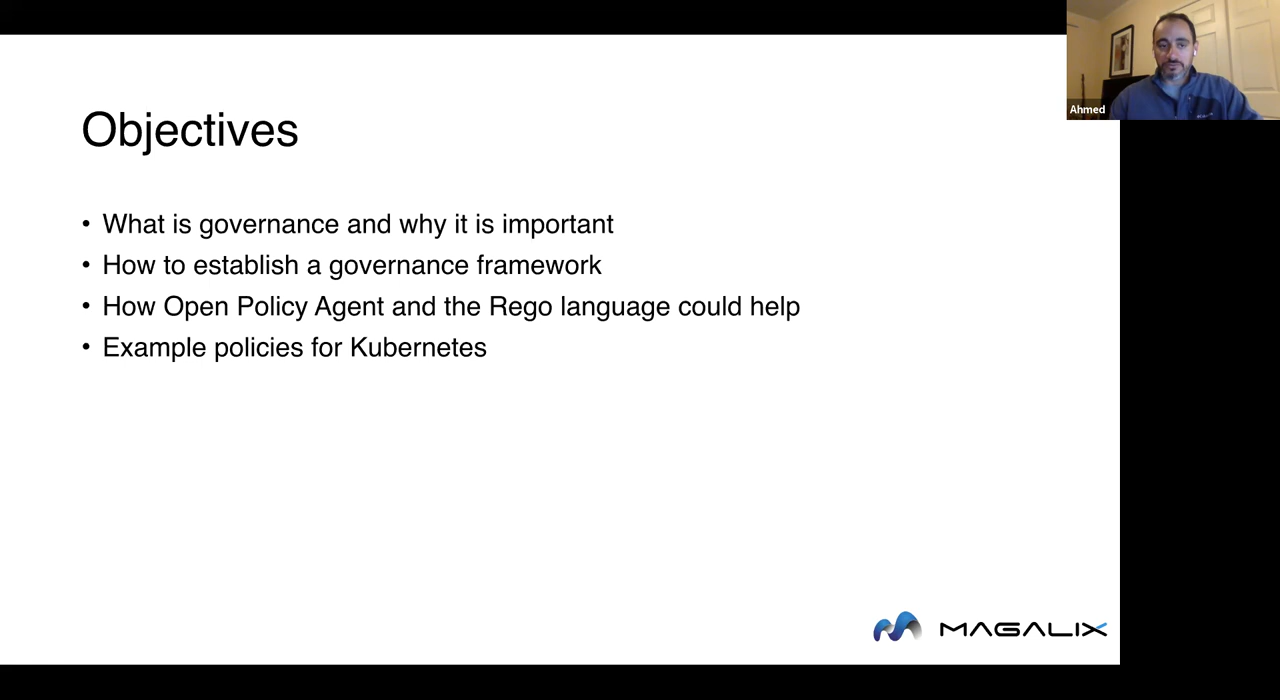 Ahmed
Objectives
• What is governance and why it is important
• How to establish a governance framework
• How Open Policy Agent and the Rego language could help
• Example policies for Kubernetes
MAGALIX